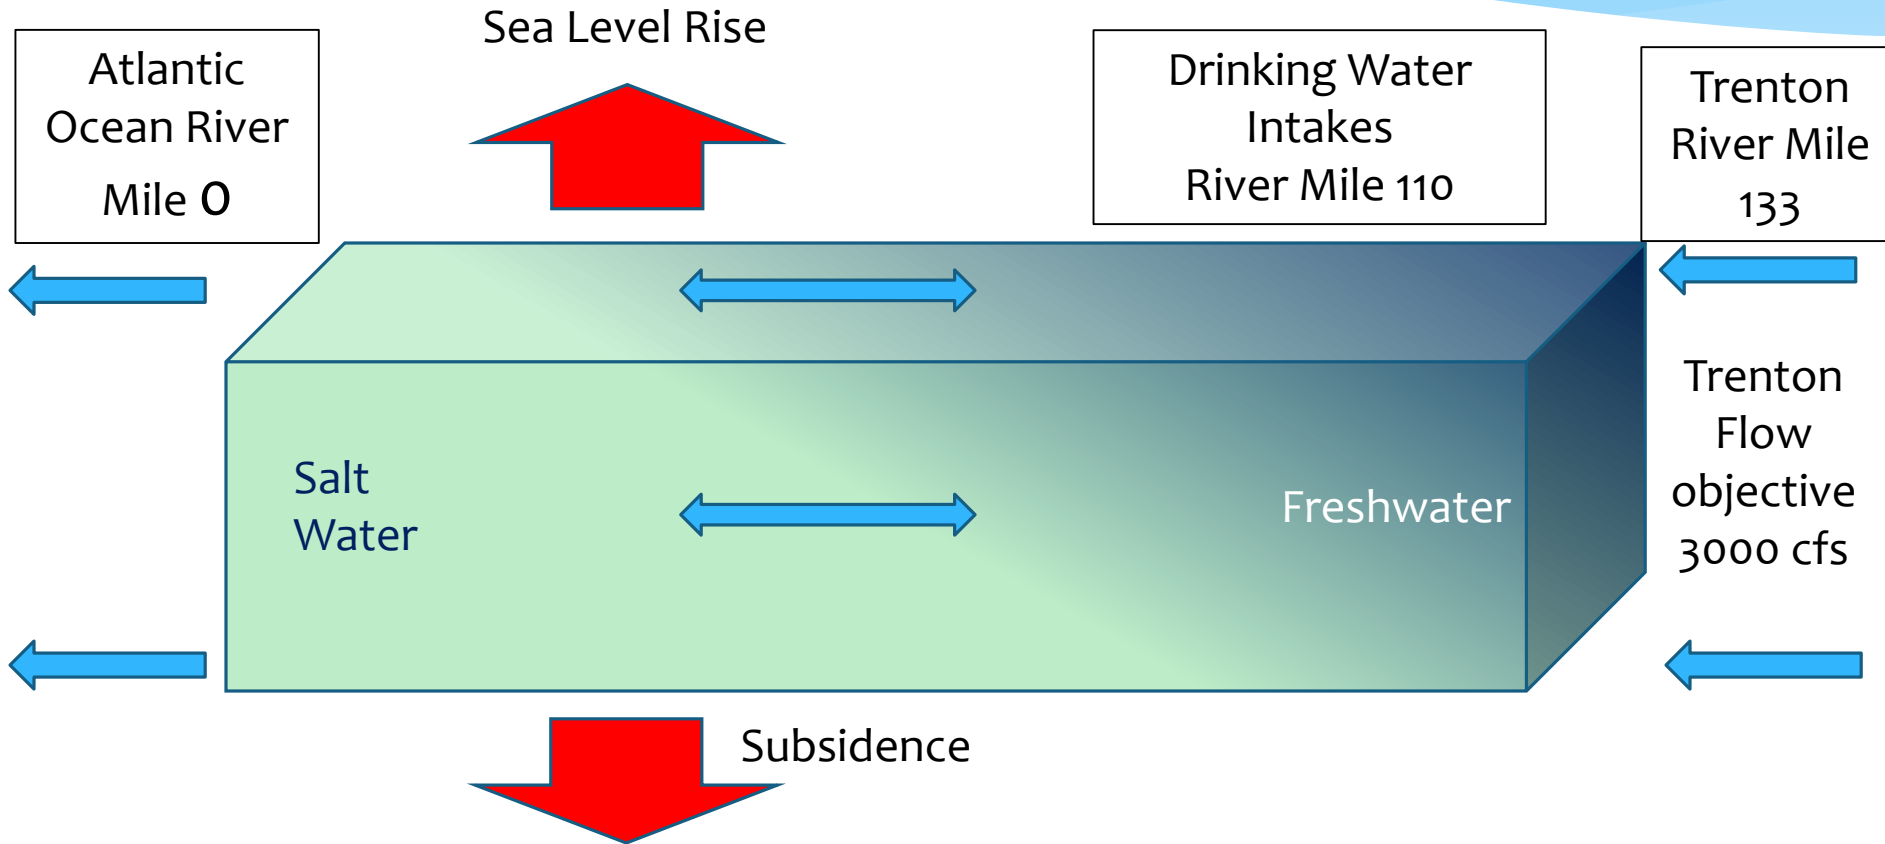 Sea Level Rise
Atlantic
Ocean River
Mile 0
Drinking Water
Intakes
River Mile 110
Trenton
River Mile
133
Salt
Water
Freshwater
Trenton
Flow
objective
3000 cfs
Subsidence